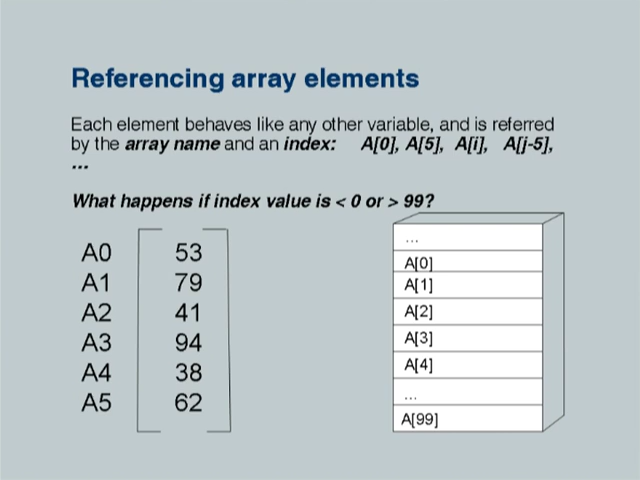 Referencing array elements
Each element behaves like any other variable, and is referred
by the array name and an index: A[0], A[5], A[i], A[j-5],
...
What happens if index value is < 0 or > 99?
A0 53
A1 79
A2 41
A3 94
A4 38
A5 62
...
A[0]
A[1]
A[2]
A[3]
A[4]
...
A[99]